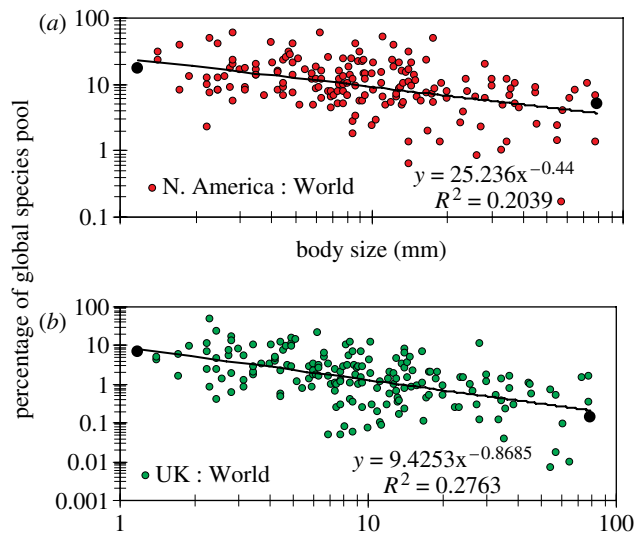 percentage of global species pool
(a)
100
10
1
0.1
N. America : World
y = 25.236x^−0.44
R² = 0.2039
body size (mm)
(b)
100
10
1
0.1
0.01
0.001
UK : World
y = 9.4253x^−0.8685
R² = 0.2763
1 10 100